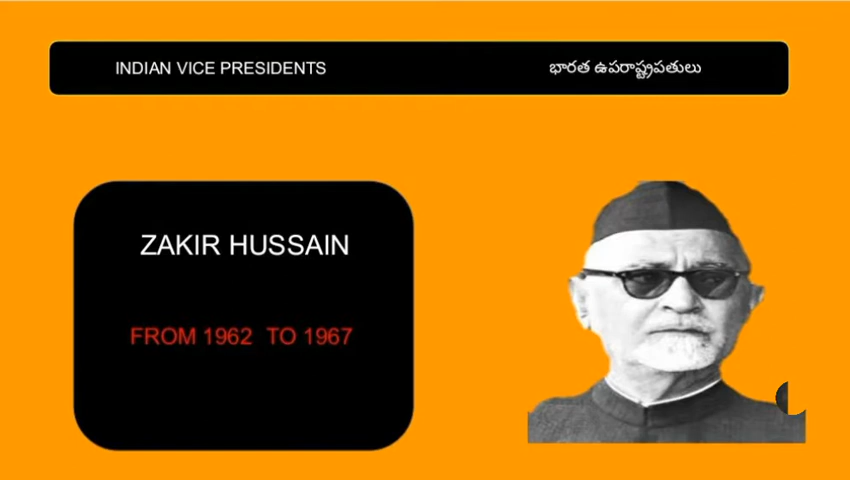 INDIAN VICE PRESIDENTS
భారత ఉపరాష్ట్రపతులు
ZAKIR HUSSAIN
FROM 1962 TO 1967